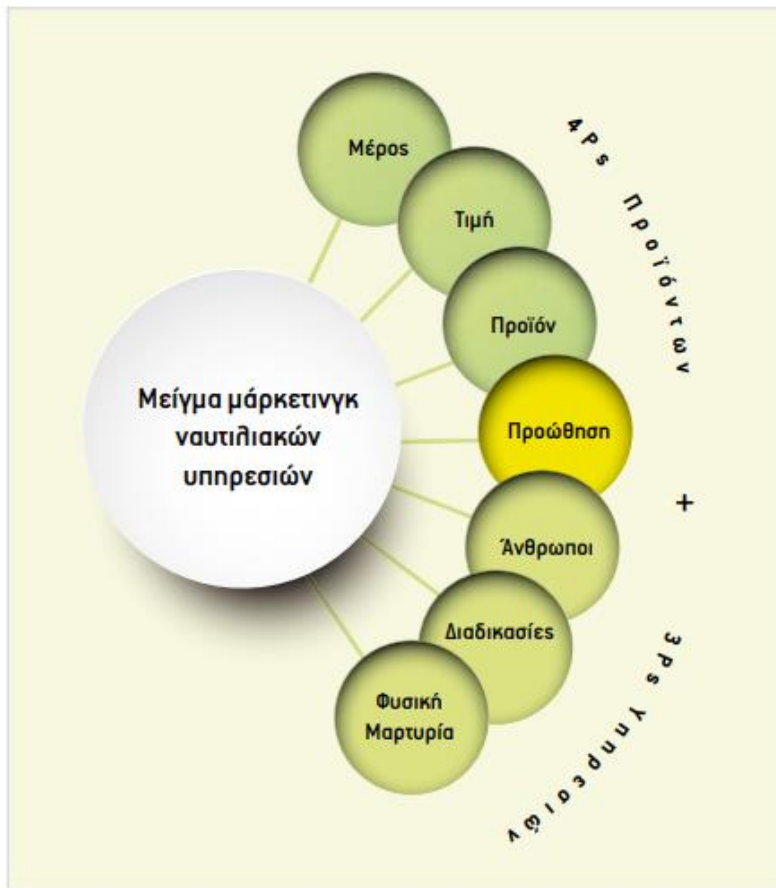 Μέρος
Τιμή
Προϊόν
Προώθηση
Άνθρωποι
Διαδικασίες
Φυσική
Μαρτυρία
Μείγμα μάρκετινγκ
ναυτιλιακών
υπηρεσιών
4Ps Προϊόντων
+
3Ps Υπηρεσιών